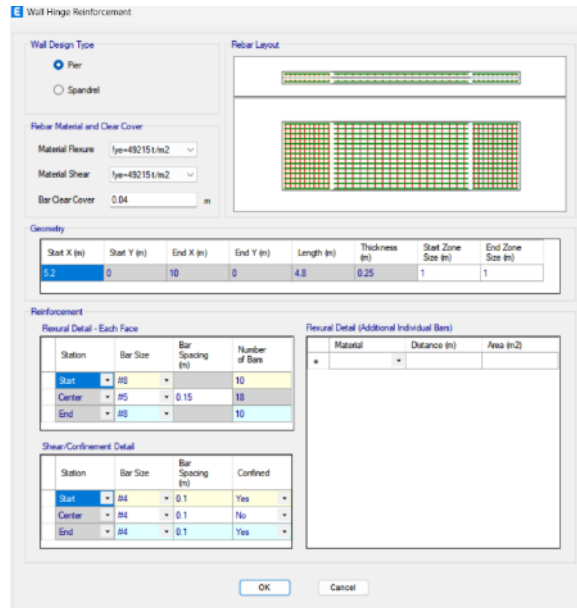 E Wall Hinge Reinforcement
Wall Design Type
Pier
Spandrel
Rebar Layout
Rebar Material and Clear Cover
Material Flexure fye=49215 t/m2
Material Shear fye=49215 t/m2
Bar Clear Cover 0.04 m
Geometry
Start X (m) Start Y (m) End X (m) End Y (m) Length (m) Thickness (m) Start Zone Size (m) End Zone Size (m)
5.2 0 10 0 4.8 0.25 1 1
Reinforcement
Flexural Detail - Each Face
Station Bar Size Bar Spacing (m) Number of Bars
Start #8 10
Center #5 0.15 18
End #8 10
Flexural Detail (Additional Individual Bars)
Material Distance (m) Area (m2)
*
Shear/Confinement Detail
Station Bar Size Bar Spacing (m) Confined
Start #4 0.1 Yes
Center #4 0.1 No
End #4 0.1 Yes
OK Cancel